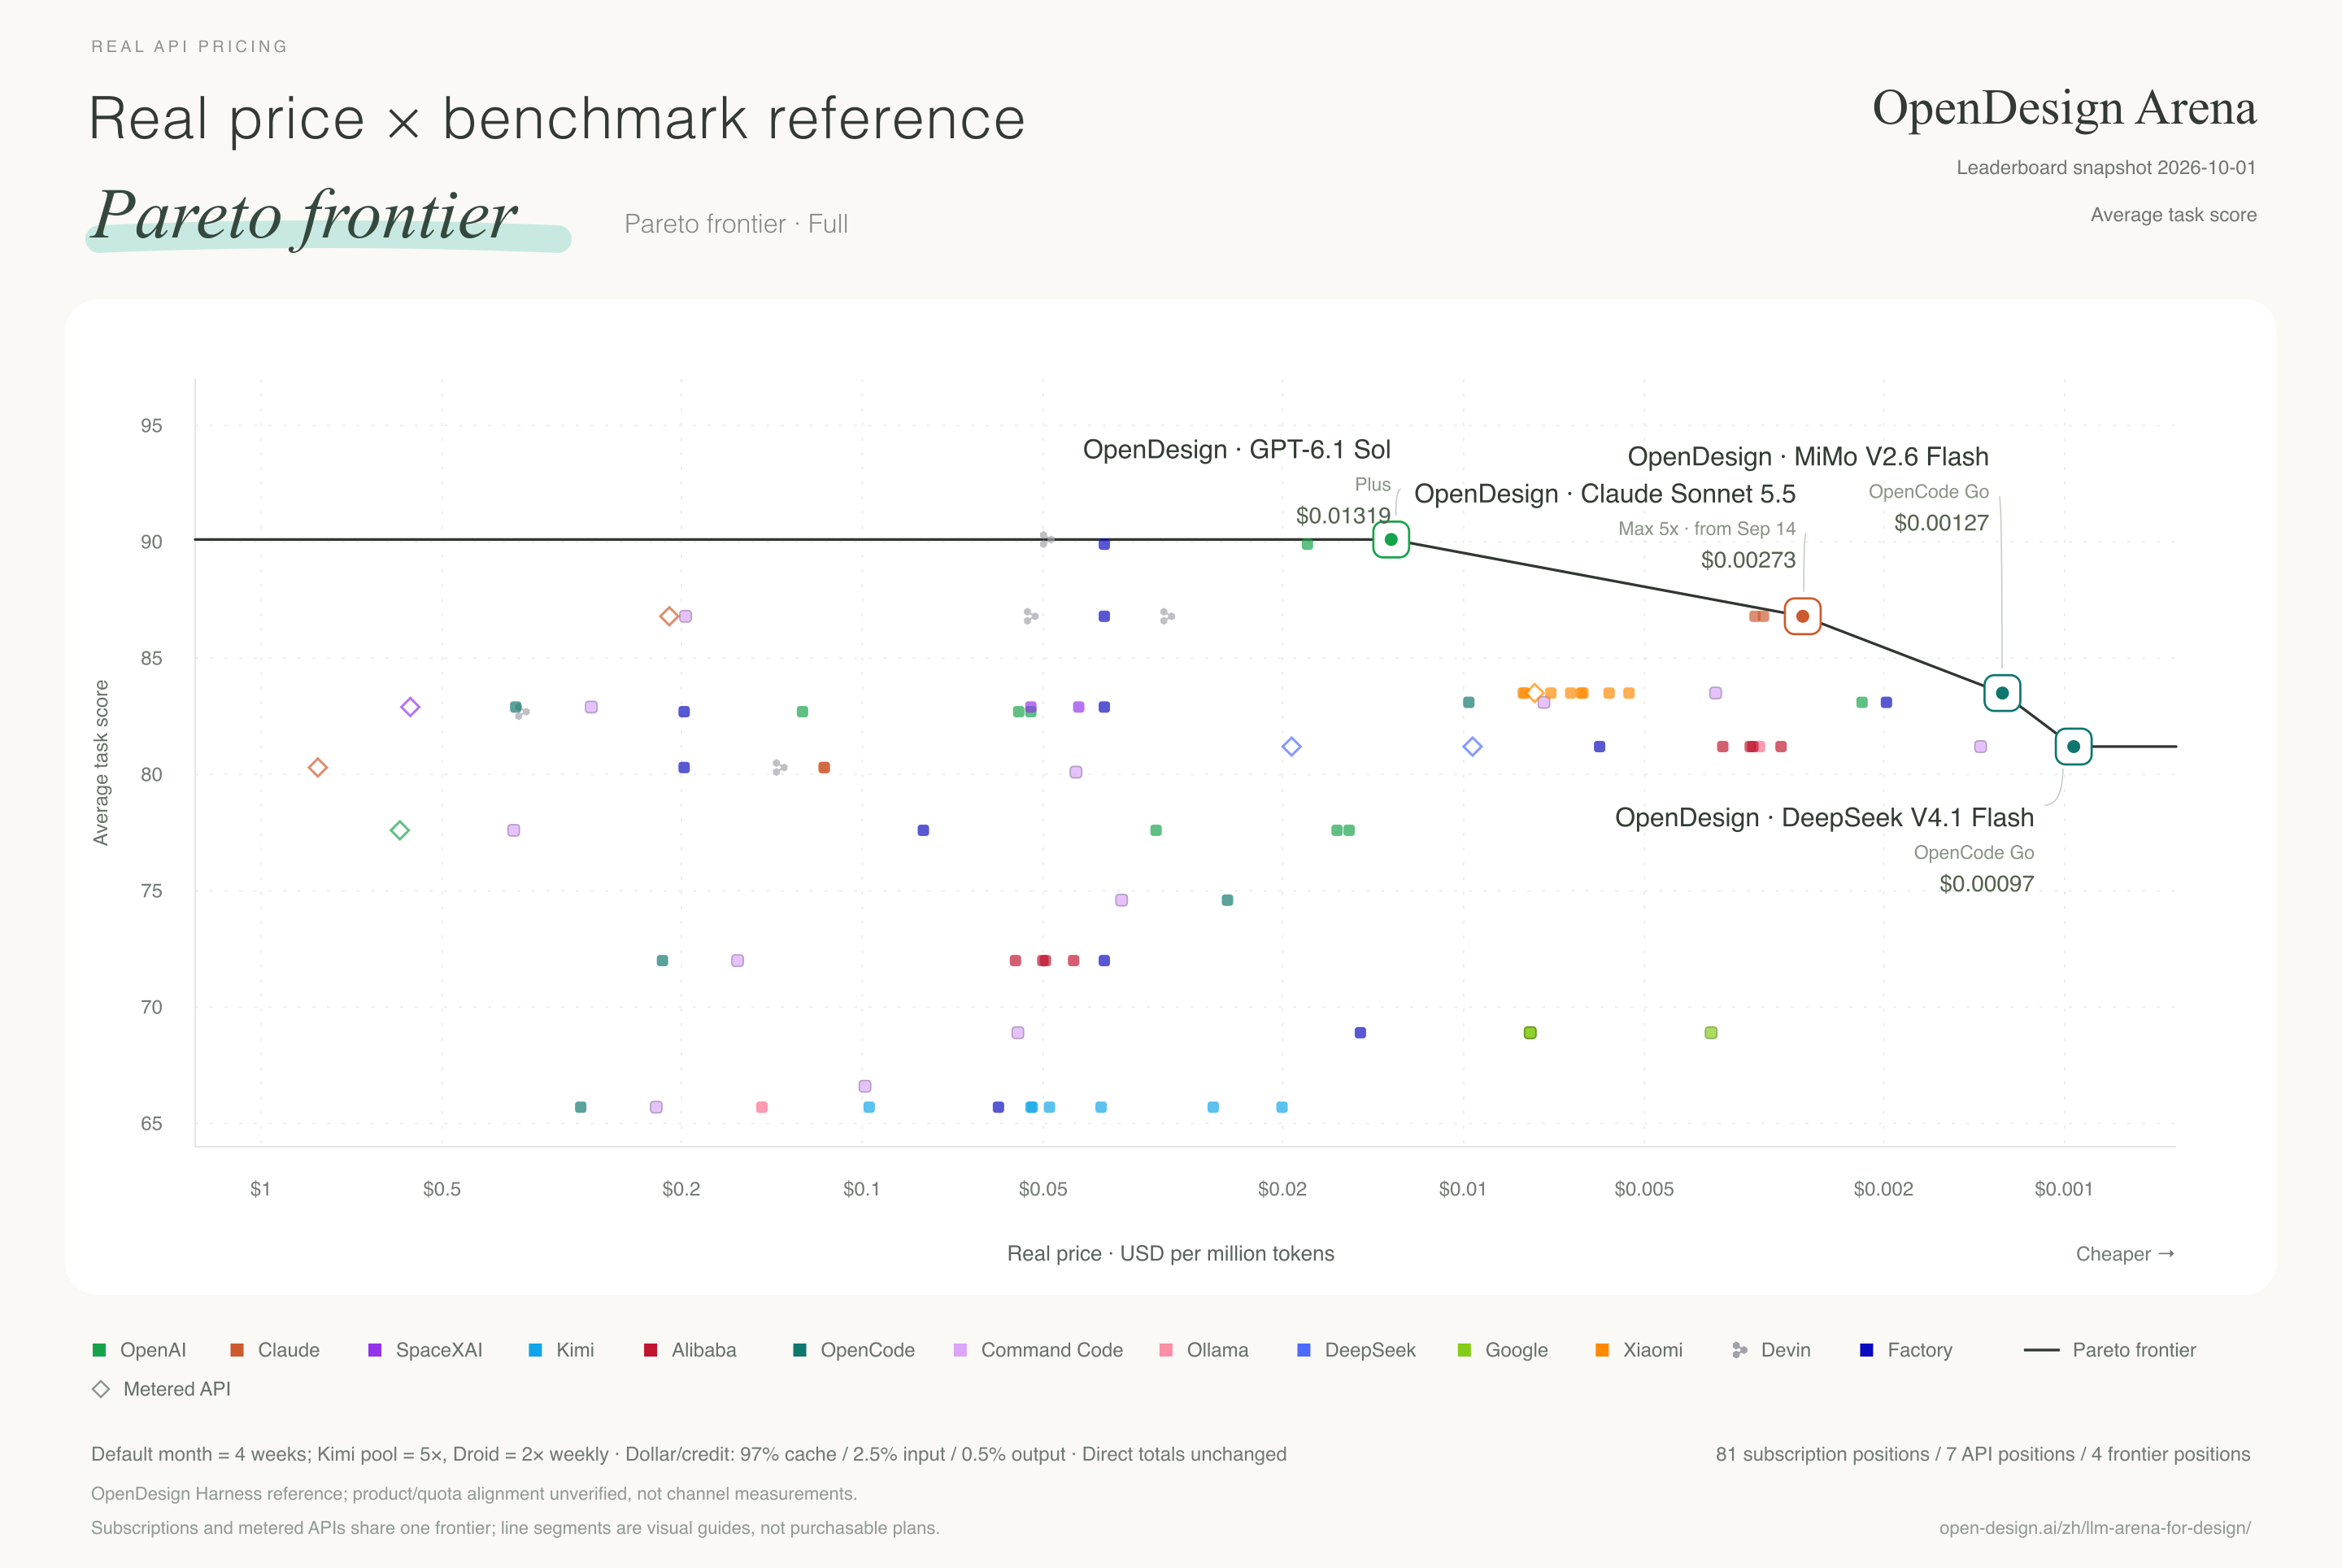 REAL API PRICING
Real price × benchmark reference
Pareto frontier
Pareto frontier · Full
OpenDesign Arena
Leaderboard snapshot 2026-10-01
Average task score
95
90
85
80
75
70
65
Average task score
OpenDesign · GPT-6.1 Sol
Plus
$0.01319
OpenDesign · Claude Sonnet 5.5
Max 5x · from Sep 14
$0.00273
OpenDesign · MiMo V2.6 Flash
OpenCode Go
$0.00127
OpenDesign · DeepSeek V4.1 Flash
OpenCode Go
$0.00097
$1 $0.5 $0.2 $0.1 $0.05 $0.02 $0.01 $0.005 $0.002 $0.001
Real price · USD per million tokens
Cheaper →
OpenAI Claude SpaceXAI Kimi Alibaba OpenCode Command Code Ollama DeepSeek Google Xiaomi Devin Factory Pareto frontier
Metered API
Default month = 4 weeks; Kimi pool = 5×, Droid = 2× weekly · Dollar/credit: 97% cache / 2.5% input / 0.5% output · Direct totals unchanged
81 subscription positions / 7 API positions / 4 frontier positions
OpenDesign Harness reference; product/quota alignment unverified, not channel measurements.
Subscriptions and metered APIs share one frontier; line segments are visual guides, not purchasable plans.
open-design.ai/zh/llm-arena-for-design/